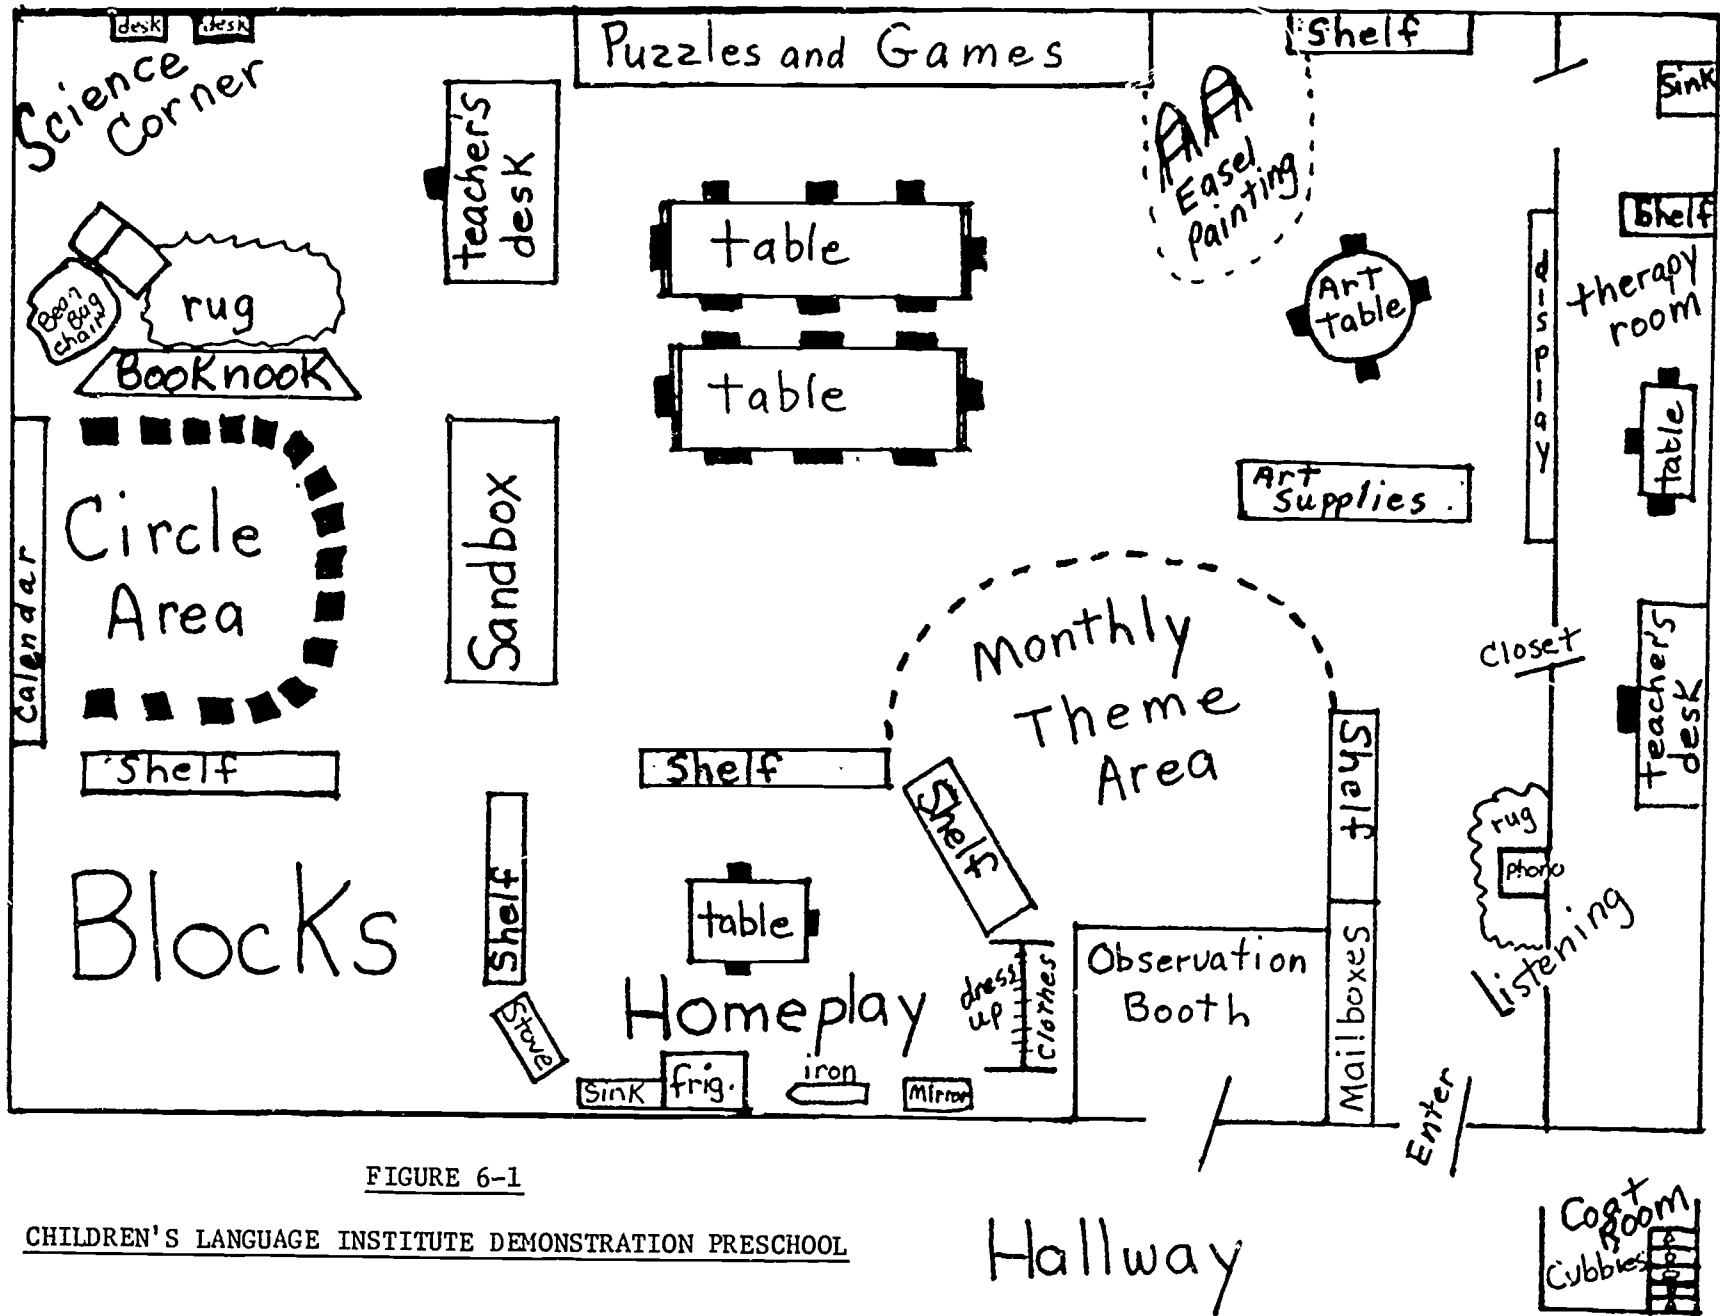 desk
desk
Puzzles and Games
Shelf
Sink
Science
Corner
teacher's
desk
Easel
Painting
table
Shelf
therapy
room
display
Art
Table
Bean
Bag
chair
rug
BooKnooK
table
table
Calendar
Circle
Area
Sandbox
Art
Supplies
Monthly
Theme
Area
Closet
teacher's
desk
Shelf
Shelf
Shelf
Shelf
rug
phono
listening
Blocks
Shelf
table
Homeplay
dress
up
clothes
Observation
Booth
Mailboxes
Stove
Sink
frig.
iron
Mirror
Enter
FIGURE 6-1
CHILDREN'S LANGUAGE INSTITUTE DEMONSTRATION PRESCHOOL
Hallway
Coat
Room
Cubbies